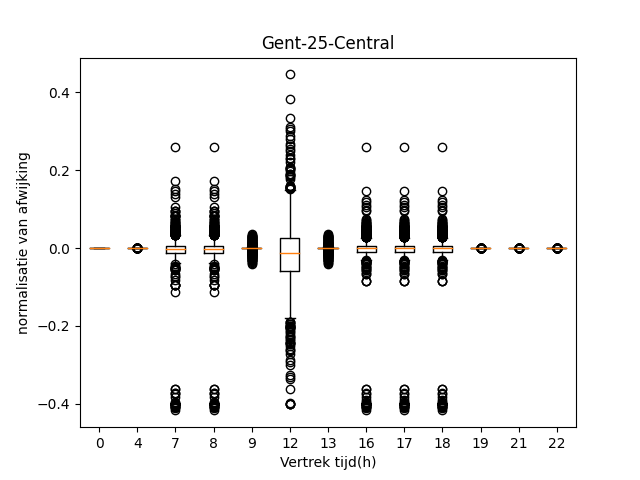 Gent-25-Central
normalisatie van afwijking
0.4
0.2
0.0
−0.2
−0.4
0 4 7 8 9 12 13 16 17 18 19 21 22
Vertrek tijd(h)